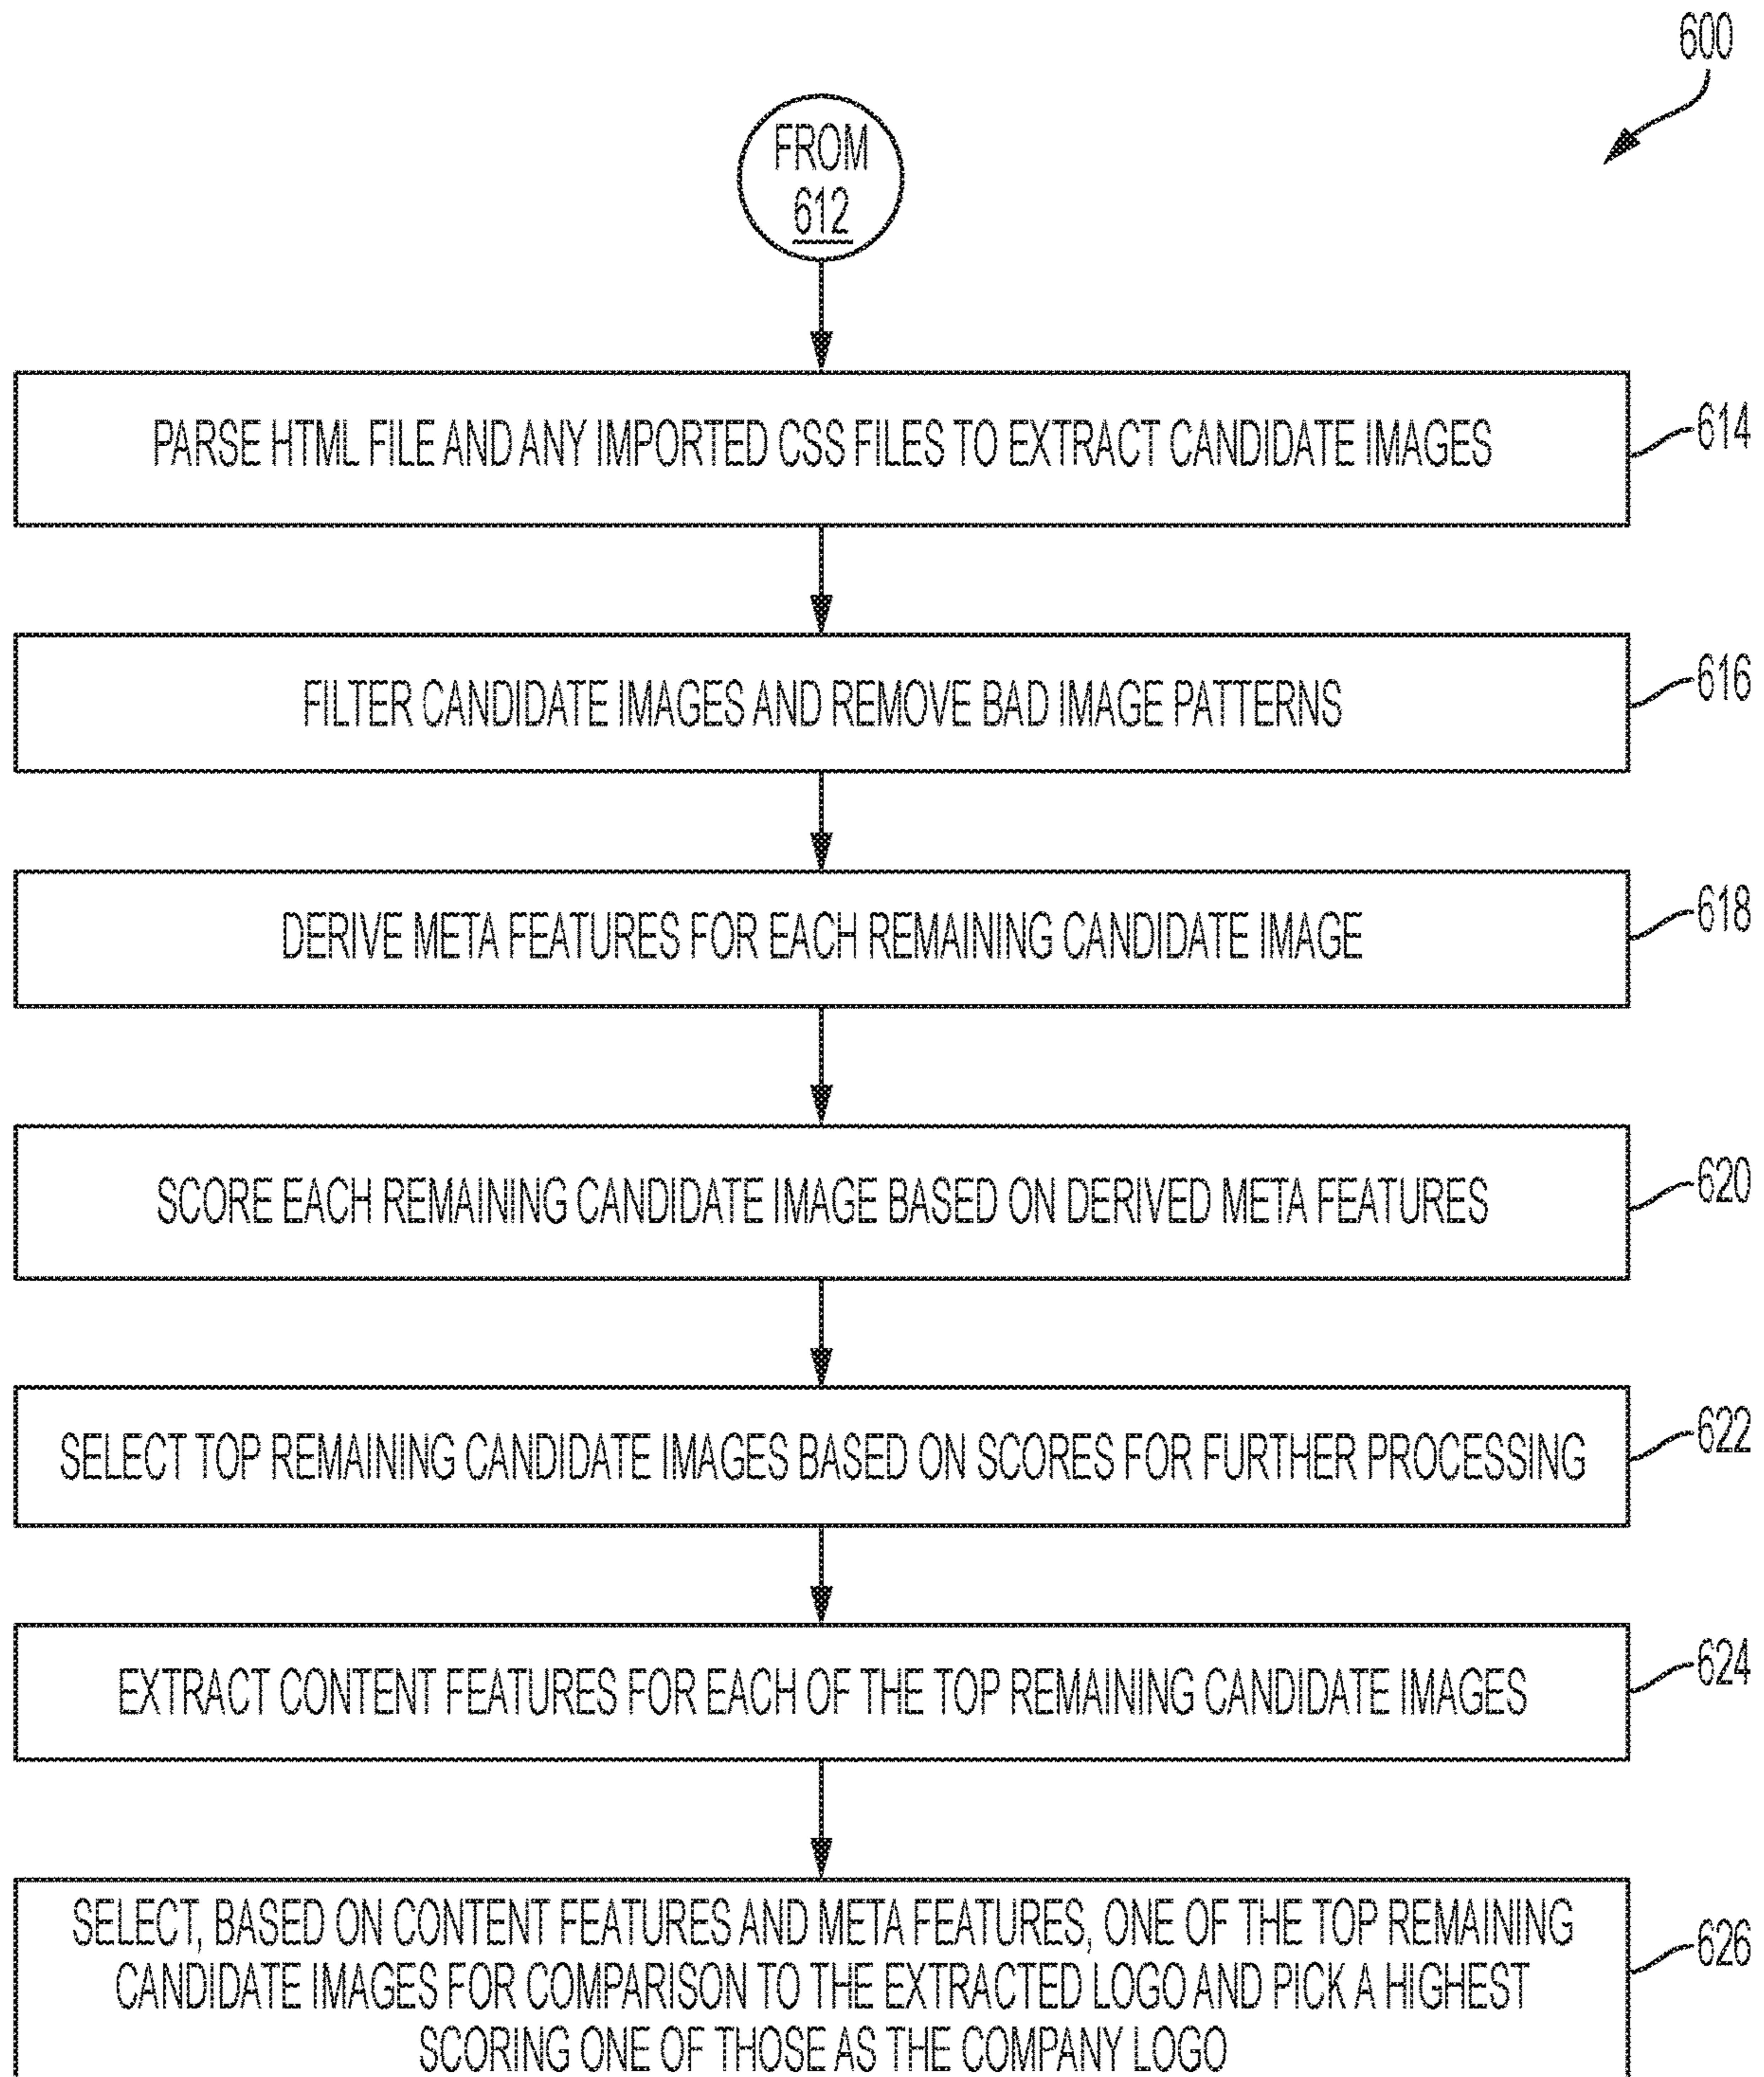 600
FROM
612
PARSE HTML FILE AND ANY IMPORTED CSS FILES TO EXTRACT CANDIDATE IMAGES
614
FILTER CANDIDATE IMAGES AND REMOVE BAD IMAGE PATTERNS
616
DERIVE META FEATURES FOR EACH REMAINING CANDIDATE IMAGE
618
SCORE EACH REMAINING CANDIDATE IMAGE BASED ON DERIVED META FEATURES
620
SELECT TOP REMAINING CANDIDATE IMAGES BASED ON SCORES FOR FURTHER PROCESSING
622
EXTRACT CONTENT FEATURES FOR EACH OF THE TOP REMAINING CANDIDATE IMAGES
624
SELECT, BASED ON CONTENT FEATURES AND META FEATURES, ONE OF THE TOP REMAINING
CANDIDATE IMAGES FOR COMPARISON TO THE EXTRACTED LOGO AND PICK A HIGHEST
SCORING ONE OF THOSE AS THE COMPANY LOGO
626